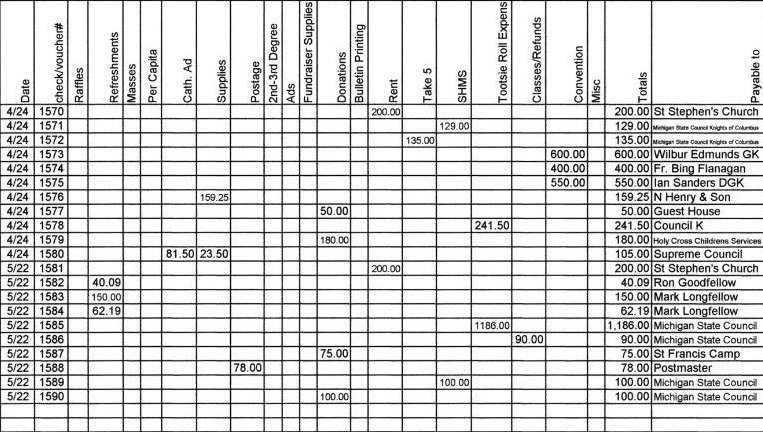 Date check/voucher# Raffles Refreshments Masses Per Capita Cath. Ad Supplies Postage 2nd-3rd Degree Ads Fundraiser Supplies Donations Bulletin Printing Rent Take 5 SHMS Tootsie Roll Expens Classes/Refunds Convention Misc Totals Payable to
4/24 1570 200.00 200.00 St Stephen's Church
4/24 1571 129.00 129.00 Michigan State Council Knights of Columbus
4/24 1572 135.00 135.00 Michigan State Council Knights of Columbus
4/24 1573 600.00 600.00 Wilbur Edmunds GK
4/24 1574 400.00 400.00 Fr. Bing Flanagan
4/24 1575 550.00 550.00 Ian Sanders DGK
4/24 1576 159.25 159.25 N Henry & Son
4/24 1577 50.00 50.00 Guest House
4/24 1578 241.50 241.50 Council K
4/24 1579 180.00 180.00 Holy Cross Childrens Services
4/24 1580 81.50 23.50 105.00 Supreme Council
5/22 1581 200.00 200.00 St Stephen's Church
5/22 1582 40.09 40.09 Ron Goodfellow
5/22 1583 150.00 150.00 Mark Longfellow
5/22 1584 62.19 62.19 Mark Longfellow
5/22 1585 1186.00 1,186.00 Michigan State Council
5/22 1586 90.00 90.00 Michigan State Council
5/22 1587 75.00 75.00 St Francis Camp
5/22 1588 78.00 78.00 Postmaster
5/22 1589 100.00 100.00 Michigan State Council
5/22 1590 100.00 100.00 Michigan State Council